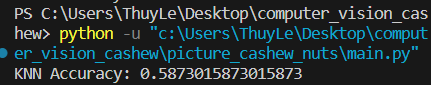 PS C:\Users\ThuyLe\Desktop\computer_vision_cas
hew> python -u "c:\Users\ThuyLe\Desktop\comput
er_vision_cashew\picture_cashew_nuts\main.py"
KNN Accuracy: 0.5873015873015873